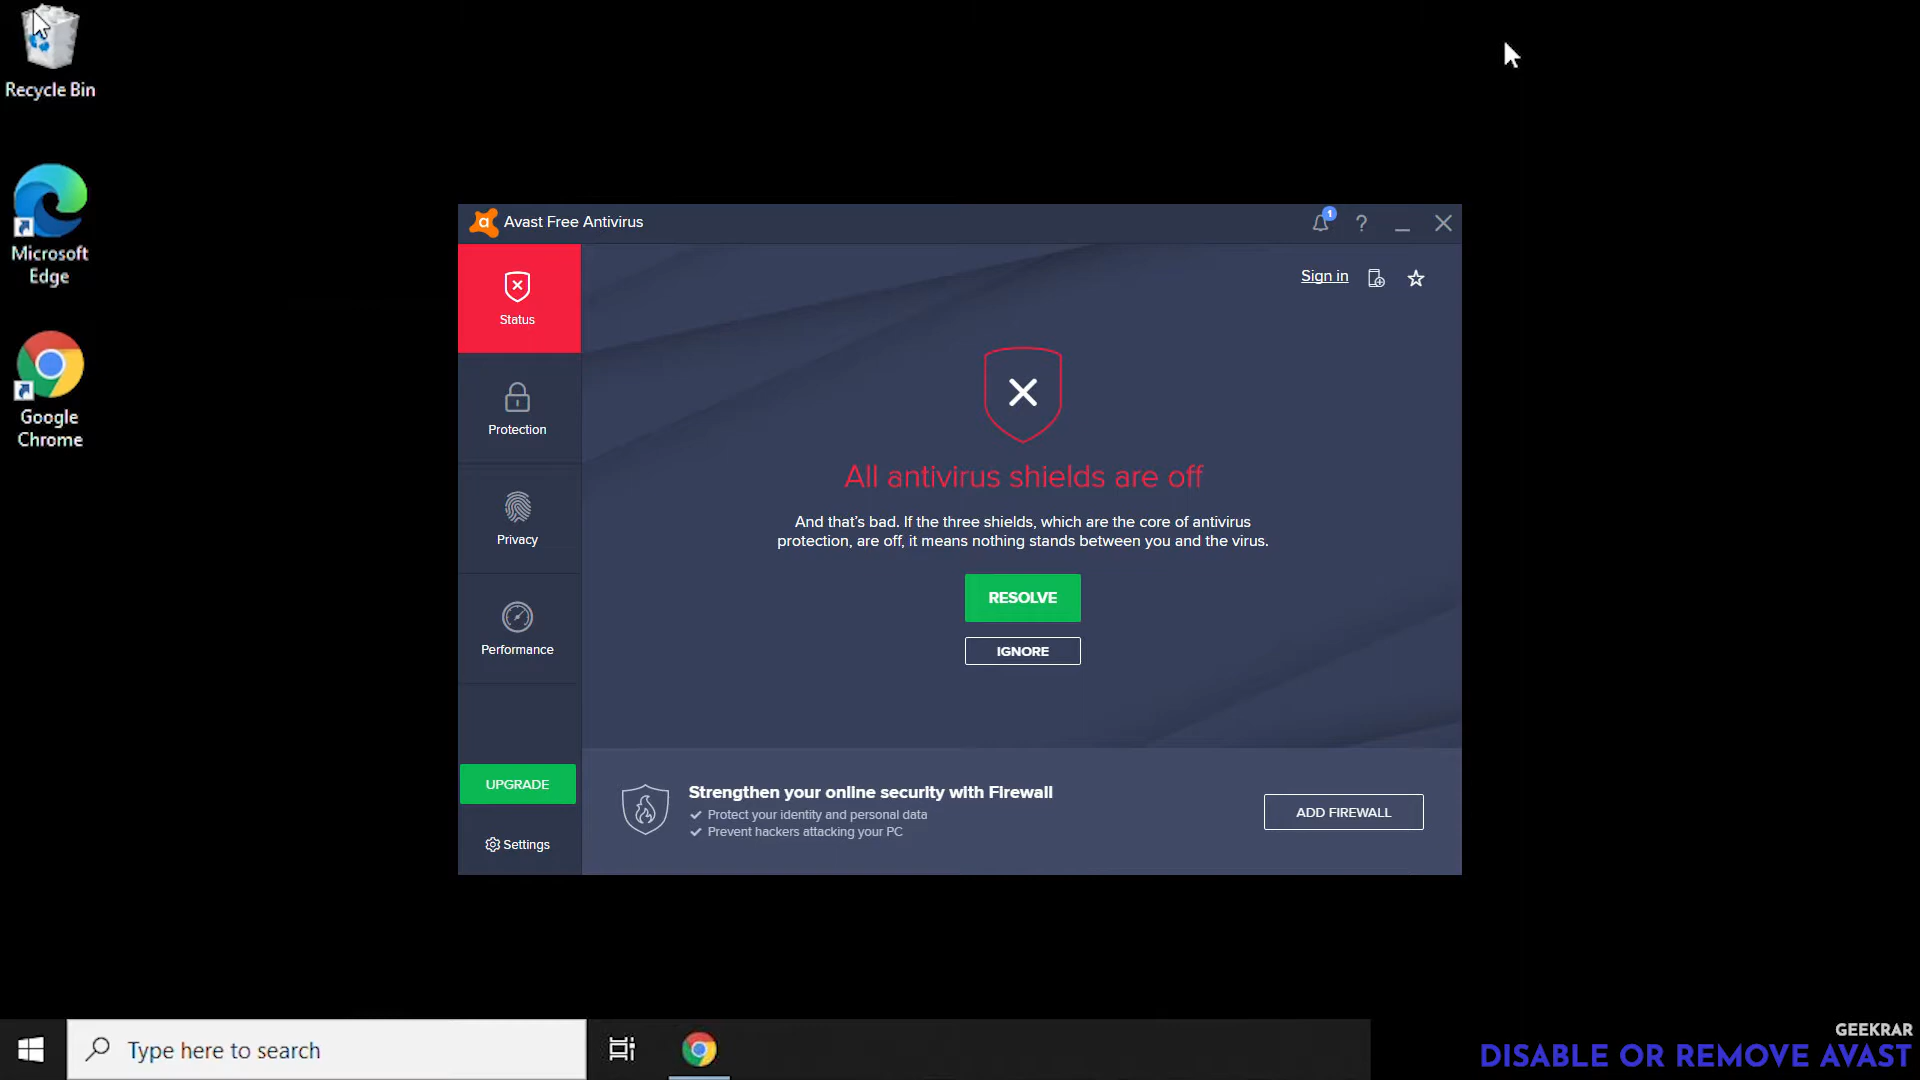 Recycle Bin
Microsoft
Edge
Google
Chrome
a Avast Free Antivirus
1
?
Sign in
Status
Protection
Privacy
Performance
UPGRADE
Settings
All antivirus shields are off
And that's bad. If the three shields, which are the core of antivirus
protection, are off, it means nothing stands between you and the virus.
RESOLVE
IGNORE
Strengthen your online security with Firewall
Protect your identity and personal data
Prevent hackers attacking your PC
ADD FIREWALL
Type here to search
GEEKRAR
DISABLE OR REMOVE AVAST